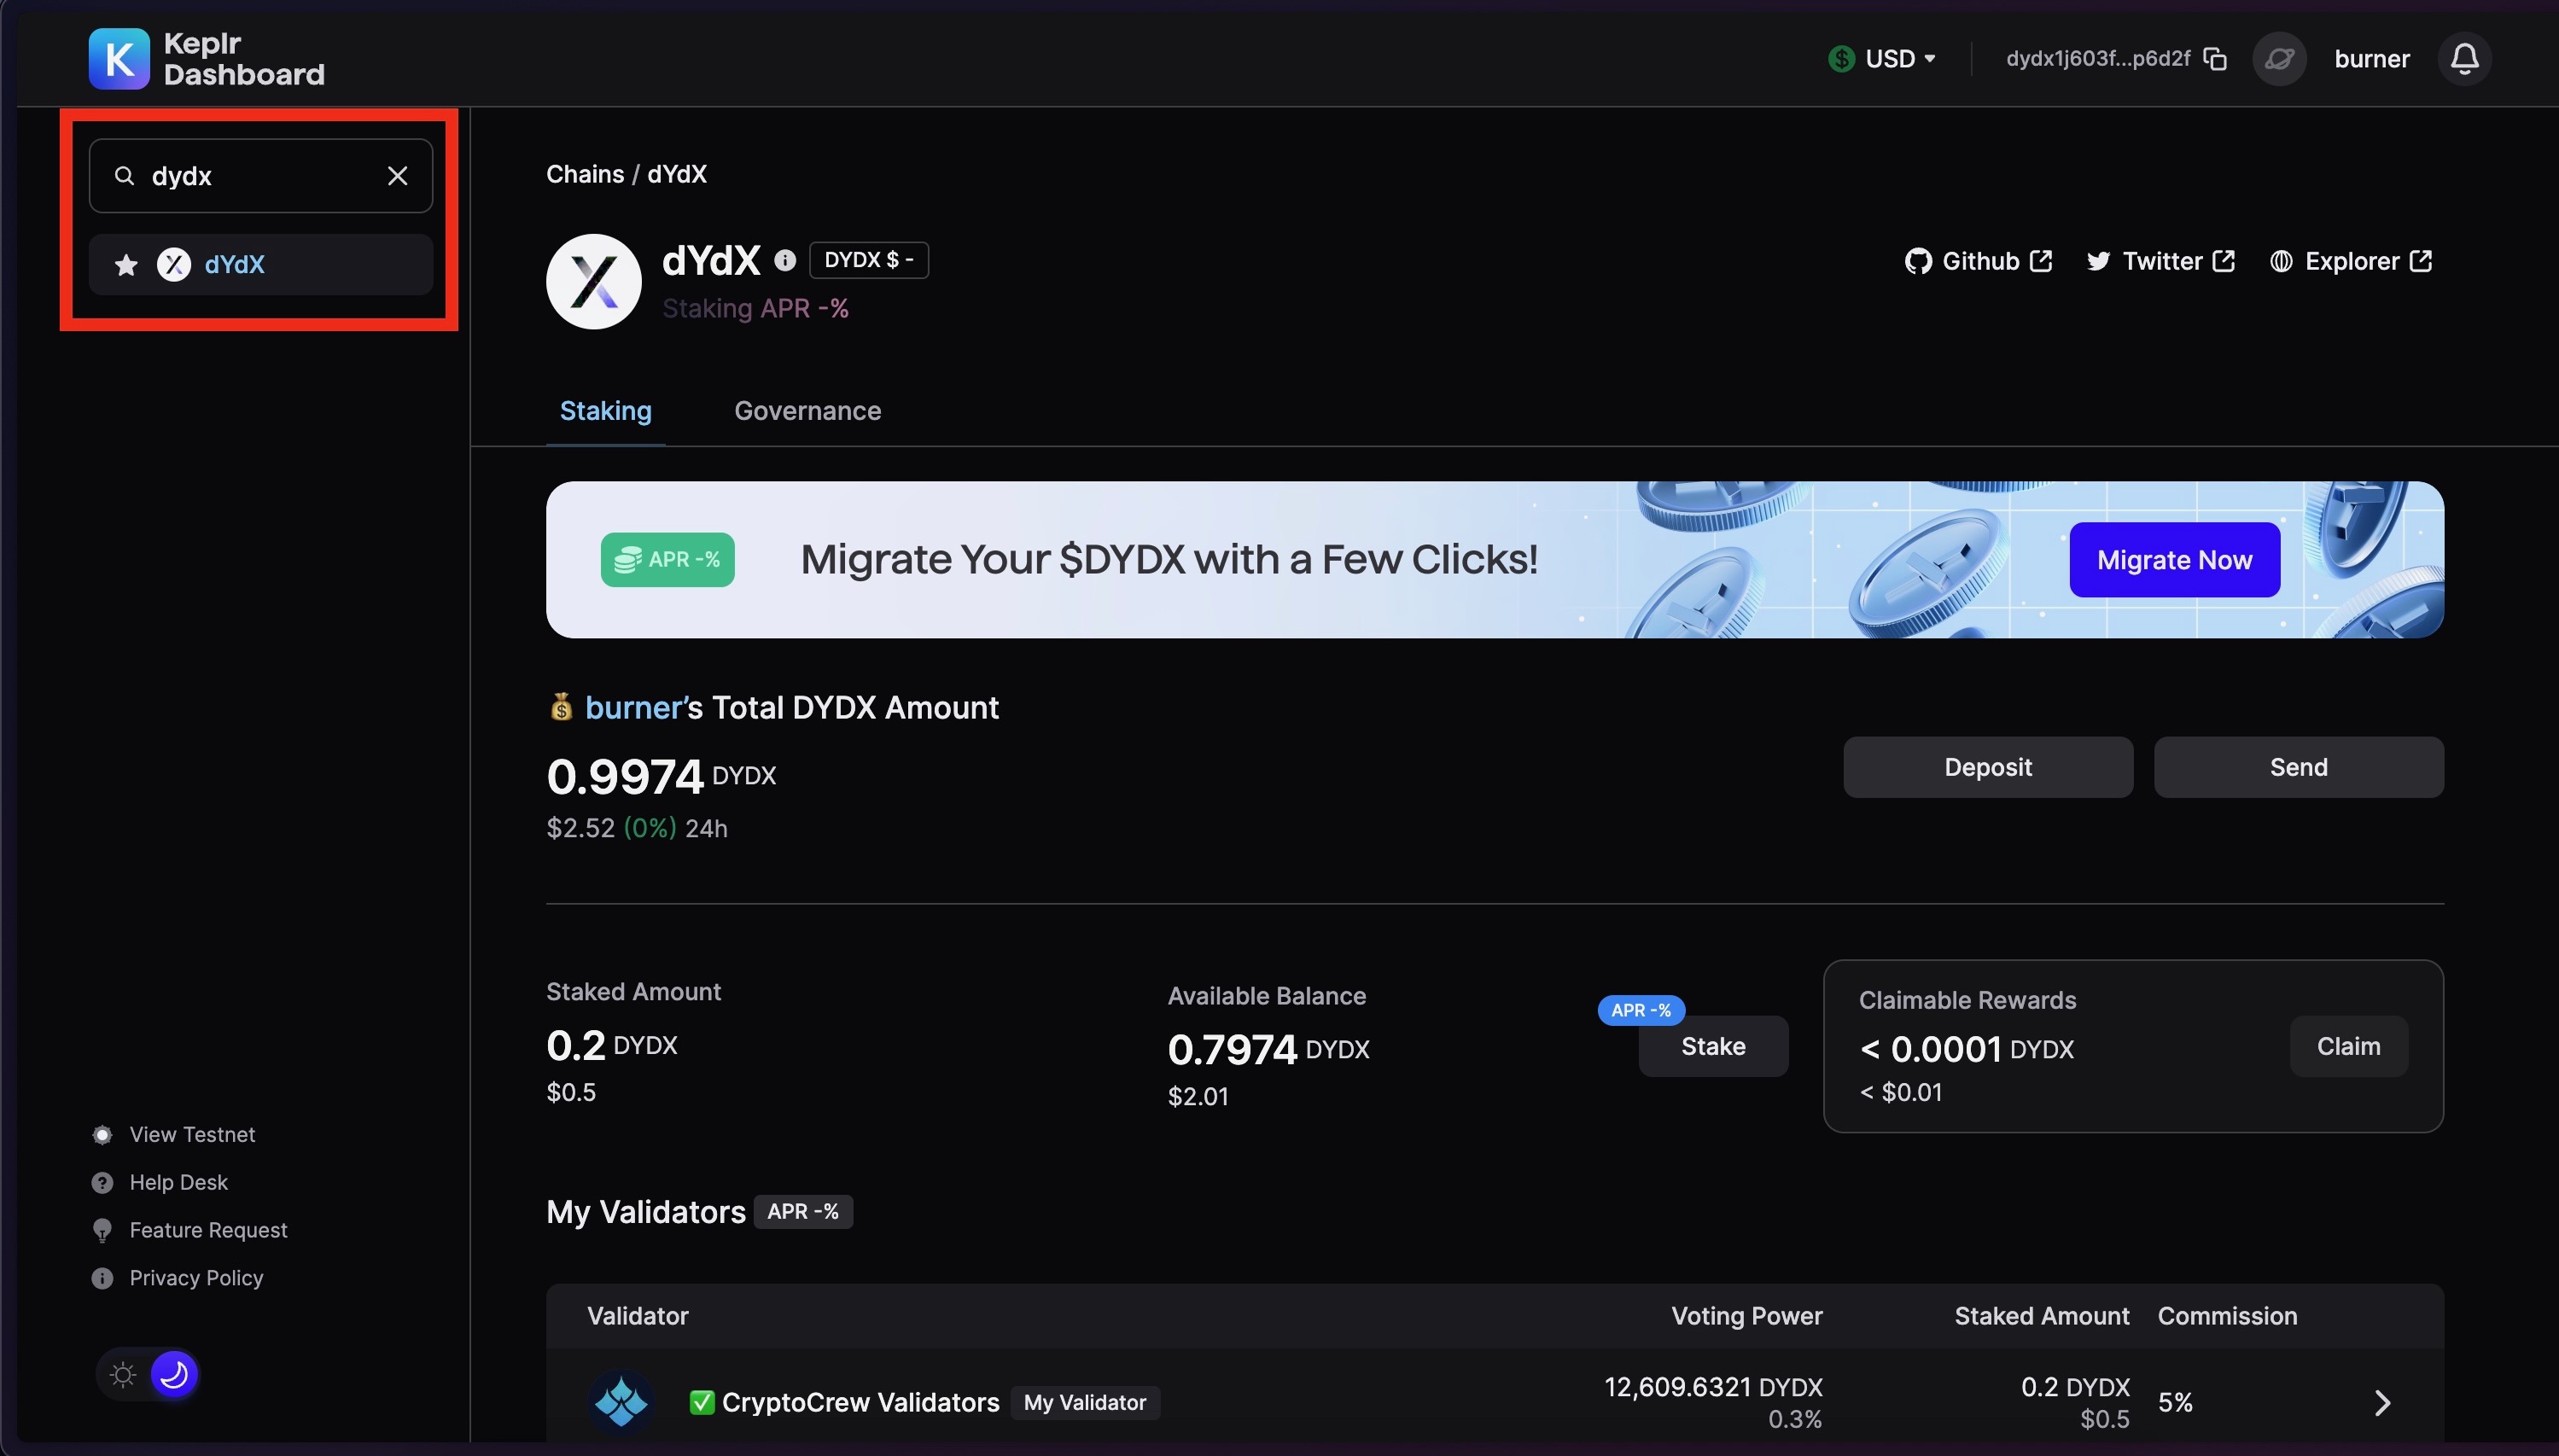 Keplr
Dashboard
USD
dydx1j603f...p6d2f
burner
dydx
dYdX
Chains / dYdX
dYdX
DYDX $ -
Staking APR -%
Github
Twitter
Explorer
Staking
Governance
APR -%
Migrate Your $DYDX with a Few Clicks!
Migrate Now
burner's Total DYDX Amount
0.9974 DYDX
$2.52 (0%) 24h
Deposit
Send
Staked Amount
0.2 DYDX
$0.5
Available Balance
0.7974 DYDX
$2.01
APR -%
Stake
Claimable Rewards
< 0.0001 DYDX
< $0.01
Claim
View Testnet
Help Desk
Feature Request
Privacy Policy
My Validators APR -%
Validator
Voting Power
Staked Amount
Commission
CryptoCrew Validators
My Validator
12,609.6321 DYDX
0.3%
0.2 DYDX
$0.5
5%